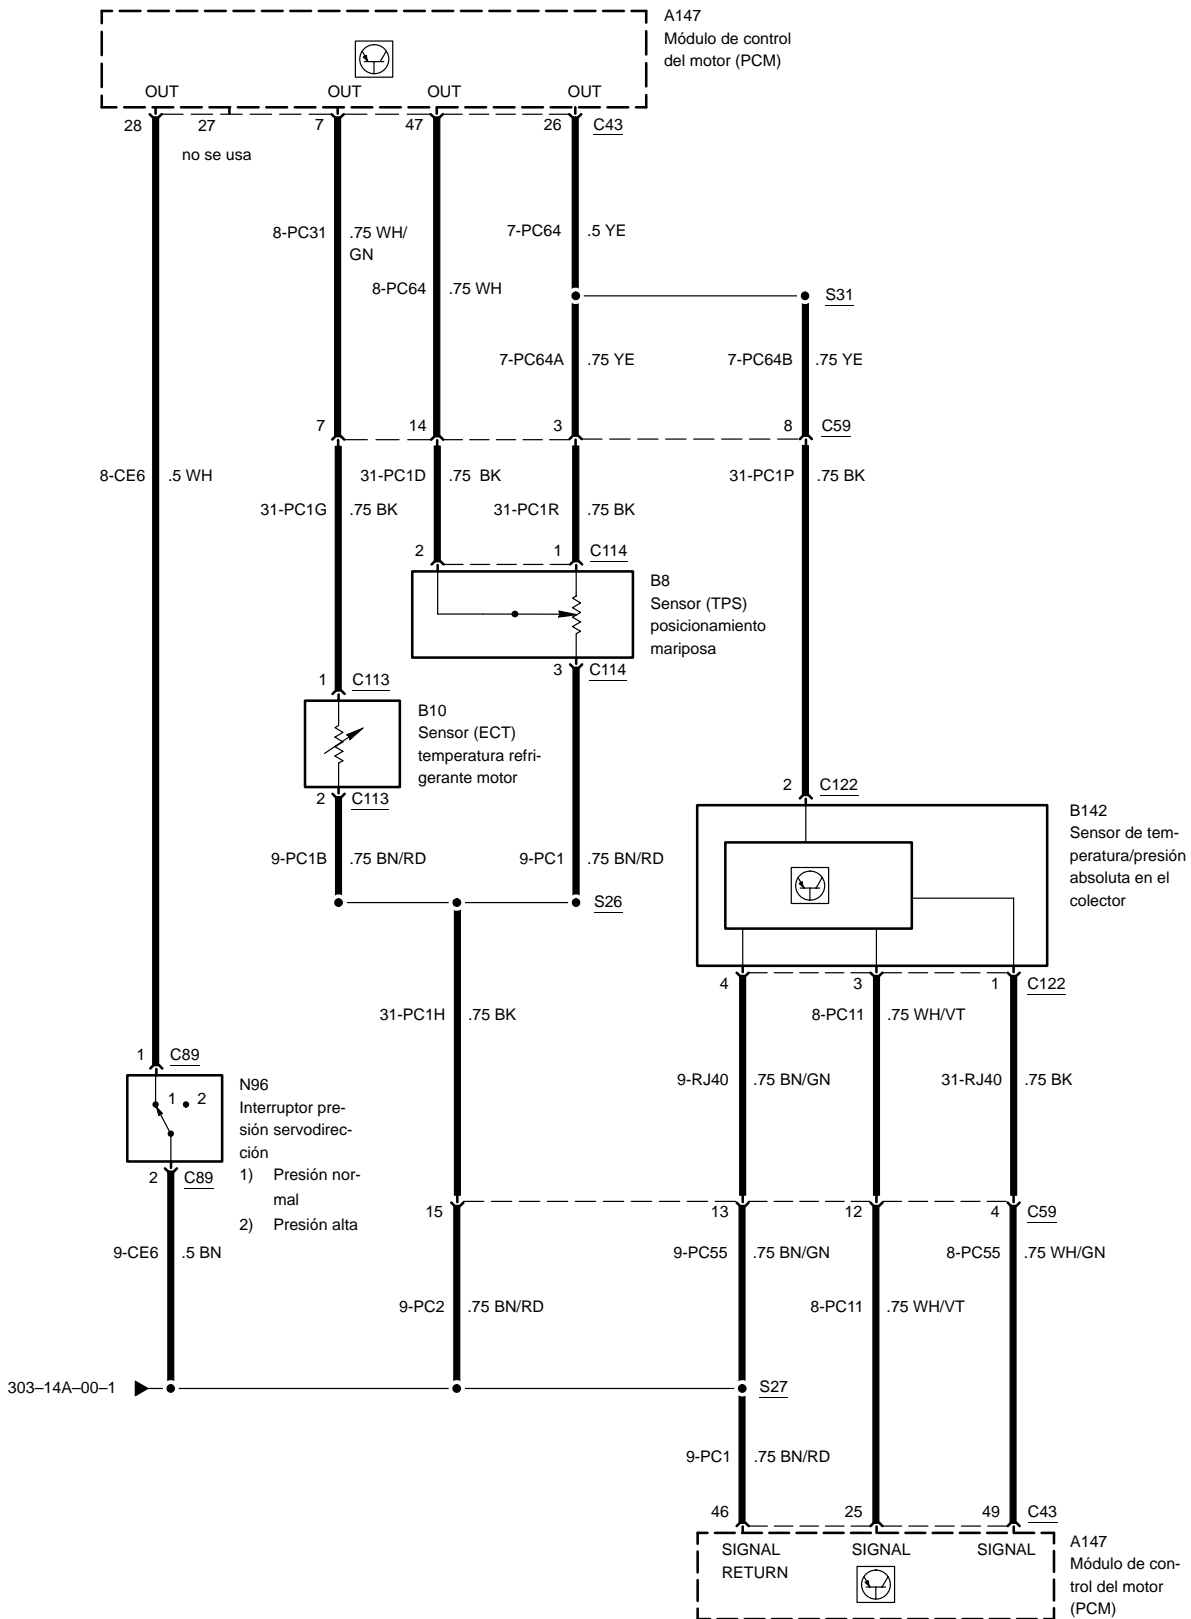 A147
Módulo de control
del motor (PCM)
OUT OUT OUT OUT
28 27 7 47 26 C43
no se usa
8-PC31 .75 WH/
GN
7-PC64 .5 YE
8-PC64 .75 WH
S31
7-PC64A .75 YE
7-PC64B .75 YE
7 14 3 8 C59
8-CE6 .5 WH
31-PC1D .75 BK
31-PC1P .75 BK
31-PC1G .75 BK
31-PC1R .75 BK
2 1 C114
B8
Sensor (TPS)
posicionamiento
mariposa
3 C114
1 C113
B10
Sensor (ECT)
temperatura refri-
gerante motor
2 C113
2 C122
B142
Sensor de tem-
peratura/presión
absoluta en el
colector
9-PC1B .75 BN/RD
9-PC1 .75 BN/RD
S26
4 3 1 C122
31-PC1H .75 BK
8-PC11 .75 WH/VT
1 C89
9-RJ40 .75 BN/GN
31-RJ40 .75 BK
N96
1 2
Interruptor pre-
sión servodirec-
ción
1) Presión nor-
mal
2) Presión alta
2 C89
15 13 12 4 C59
9-CE6 .5 BN
9-PC55 .75 BN/GN
8-PC55 .75 WH/GN
9-PC2 .75 BN/RD
8-PC11 .75 WH/VT
303–14A–00–1
S27
9-PC1 .75 BN/RD
46 25 49 C43
SIGNAL
RETURN
SIGNAL
SIGNAL
A147
Módulo de con-
trol del motor
(PCM)